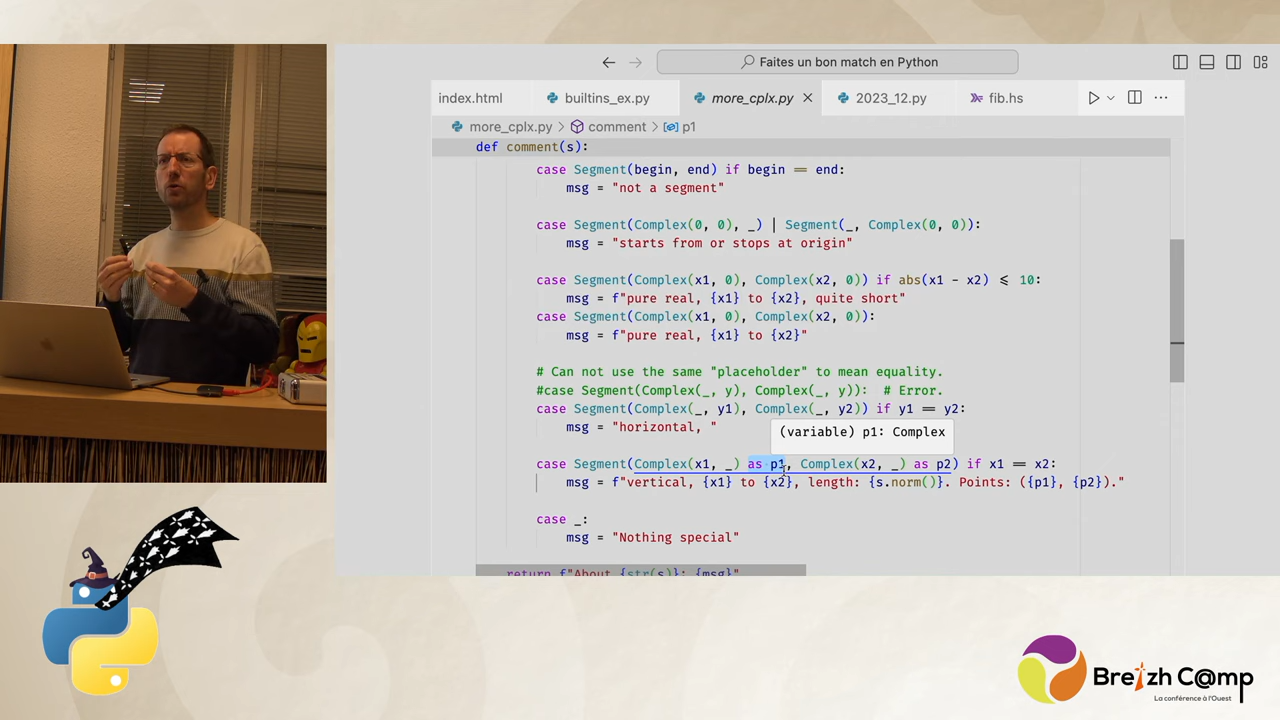 Faites un bon match en Python
index.html
builtins_ex.py
more_cplx.py
2023_12.py
fib.hs
more_cplx.py > comment > p1
def comment(s):
case Segment(begin, end) if begin == end:
msg = "not a segment"
case Segment(Complex(0, 0), _) | Segment(_, Complex(0, 0)):
msg = "starts from or stops at origin"
case Segment(Complex(x1, 0), Complex(x2, 0)) if abs(x1 - x2) <= 10:
msg = f"pure real, {x1} to {x2}, quite short"
case Segment(Complex(x1, 0), Complex(x2, 0)):
msg = f"pure real, {x1} to {x2}"
# Can not use the same "placeholder" to mean equality.
#case Segment(Complex(_, y), Complex(_, y)): # Error.
case Segment(Complex(_, y1), Complex(_, y2)) if y1 == y2:
msg = "horizontal, "
(variable) p1: Complex
case Segment(Complex(x1, _) as p1, Complex(x2, _) as p2) if x1 == x2:
msg = f"vertical, {x1} to {x2}, length: {s.norm()}. Points: ({p1}, {p2})."
case _:
msg = "Nothing special"
return f"About {str(s)}: {msg}"
Breizh C@mp
La conférence à l'Ouest